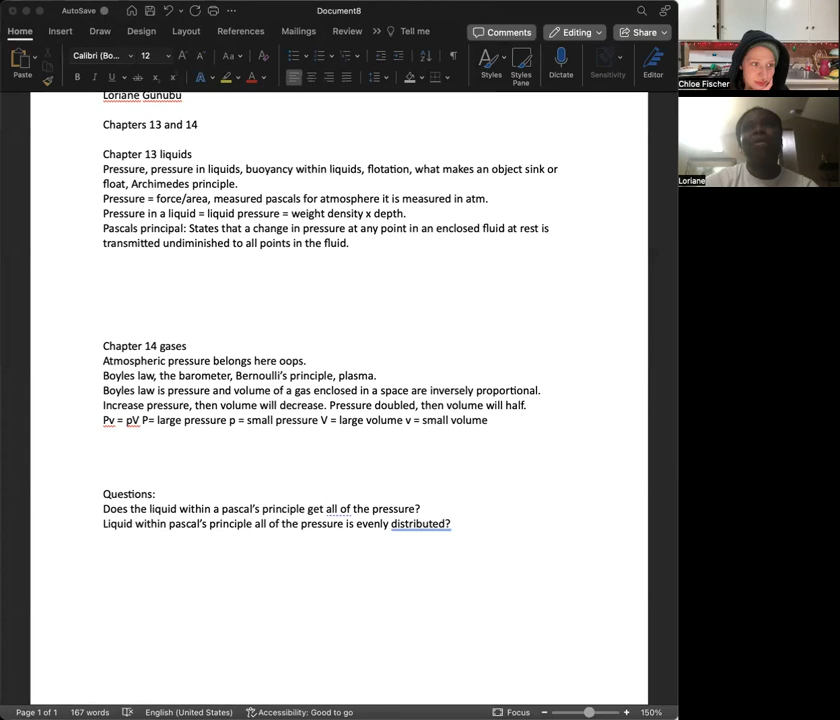 AutoSave
Document8
Home Insert Draw Design Layout References Mailings Review Tell me
Comments Editing Share
Paste
Calibri (Bo... 12
Styles
Styles Pane
Dictate
Sensitivity
Editor
Loriane Gunubu
Chapters 13 and 14
Chapter 13 liquids
Pressure, pressure in liquids, buoyancy within liquids, flotation, what makes an object sink or
float, Archimedes principle.
Pressure = force/area, measured pascals for atmosphere it is measured in atm.
Pressure in a liquid = liquid pressure = weight density x depth.
Pascals principal: States that a change in pressure at any point in an enclosed fluid at rest is
transmitted undiminished to all points in the fluid.
Chapter 14 gases
Atmospheric pressure belongs here oops.
Boyles law, the barometer, Bernoulli's principle, plasma.
Boyles law is pressure and volume of a gas enclosed in a space are inversely proportional.
Increase pressure, then volume will decrease. Pressure doubled, then volume will half.
Pv = pV P= large pressure p = small pressure V = large volume v = small volume
Questions:
Does the liquid within a pascal's principle get all of the pressure?
Liquid within pascal's principle all of the pressure is evenly distributed?
Page 1 of 1 167 words English (United States) Accessibility: Good to go Focus 150%
Chloe Fischer
Loriane